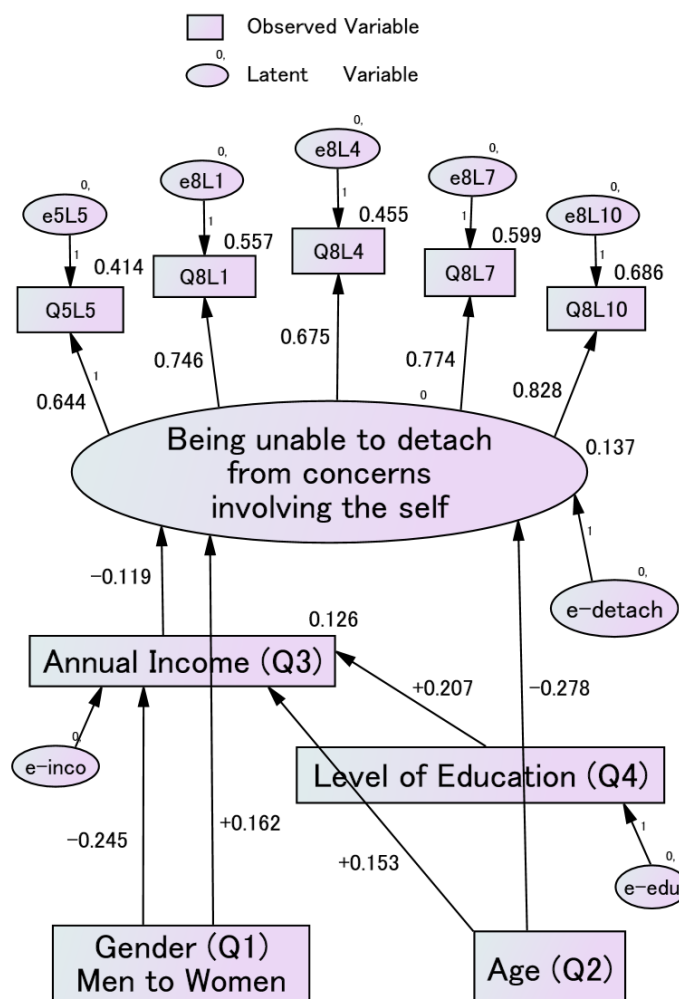 Observed Variable
0,
Latent Variable
0,
e8L4
0,
e8L1
0,
e8L7
0,
e5L5
0,
e8L10
1
0.455
1
0.557
1
0.599
1
0.414
1
0.686
Q8L4
Q8L1
Q8L7
Q5L5
Q8L10
0.675
0.746
0.774
1
0.644
0.828
0
Being unable to detach
from concerns
involving the self
0.137
1
−0.119
0,
e-detach
0.126
Annual Income (Q3)
+0.207
−0.278
0,
e-inco
Level of Education (Q4)
−0.245
+0.162
+0.153
1
0,
e-edu
Gender (Q1)
Men to Women
Age (Q2)